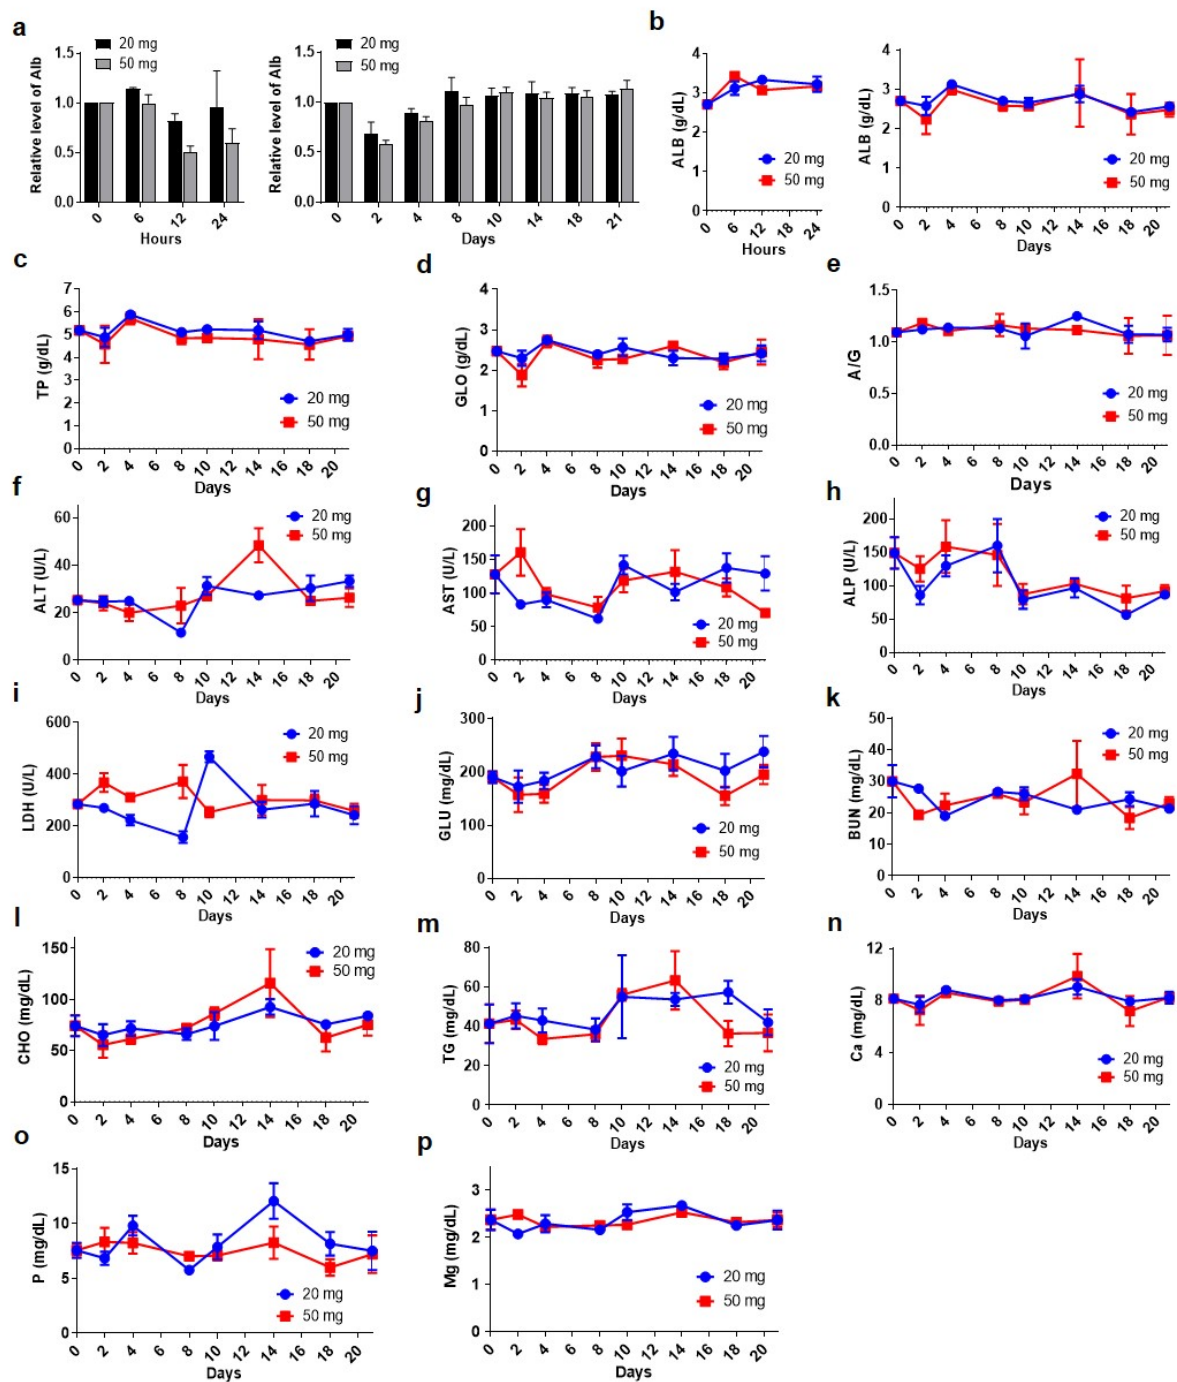 a
20 mg
50 mg
Relative level of Alb
1.5
1.0
0.5
0.0
0 6 12 24
Hours
20 mg
50 mg
Relative level of Alb
1.5
1.0
0.5
0.0
0 2 4 8 10 14 18 21
Days
b
ALB (g/dL)
4
3
2
1
0
20 mg
50 mg
0 6 12 18 24
Hours
ALB (g/dL)
4
3
2
1
0
20 mg
50 mg
0 2 4 6 8 10 12 14 16 18 20
Days
c
TP (g/dL)
7
6
5
4
3
2
1
0
20 mg
50 mg
0 2 4 6 8 10 12 14 16 18 20
Days
d
GLO (g/dL)
4
3
2
1
0
20 mg
50 mg
0 2 4 6 8 10 12 14 16 18 20
Days
e
A/G
1.5
1.0
0.5
0.0
20 mg
50 mg
0 2 4 6 8 10 12 14 16 18 20
Days
f
ALT (U/L)
60
40
20
0
20 mg
50 mg
0 2 4 6 8 10 12 14 16 18 20
Days
g
AST (U/L)
200
150
100
50
0
20 mg
50 mg
0 2 4 6 8 10 12 14 16 18 20
Days
h
ALP (U/L)
200
150
100
50
0
20 mg
50 mg
0 2 4 6 8 10 12 14 16 18 20
Days
i
LDH (U/L)
600
400
200
0
20 mg
50 mg
0 2 4 6 8 10 12 14 16 18 20
Days
j
GLU (mg/dL)
300
200
100
0
20 mg
50 mg
0 2 4 6 8 10 12 14 16 18 20
Days
k
BUN (mg/dL)
50
40
30
20
10
0
20 mg
50 mg
0 2 4 6 8 10 12 14 16 18 20
Days
l
CHO (mg/dL)
150
100
50
0
20 mg
50 mg
0 2 4 6 8 10 12 14 16 18 20
Days
m
TG (mg/dL)
80
60
40
20
0
20 mg
50 mg
0 2 4 6 8 10 12 14 16 18 20
Days
n
Ca (mg/dL)
12
8
4
0
20 mg
50 mg
0 2 4 6 8 10 12 14 16 18 20
Days
o
P (mg/dL)
15
10
5
0
20 mg
50 mg
0 2 4 6 8 10 12 14 16 18 20
Days
p
Mg (mg/dL)
3
2
1
0
20 mg
50 mg
0 2 4 6 8 10 12 14 16 18 20
Days